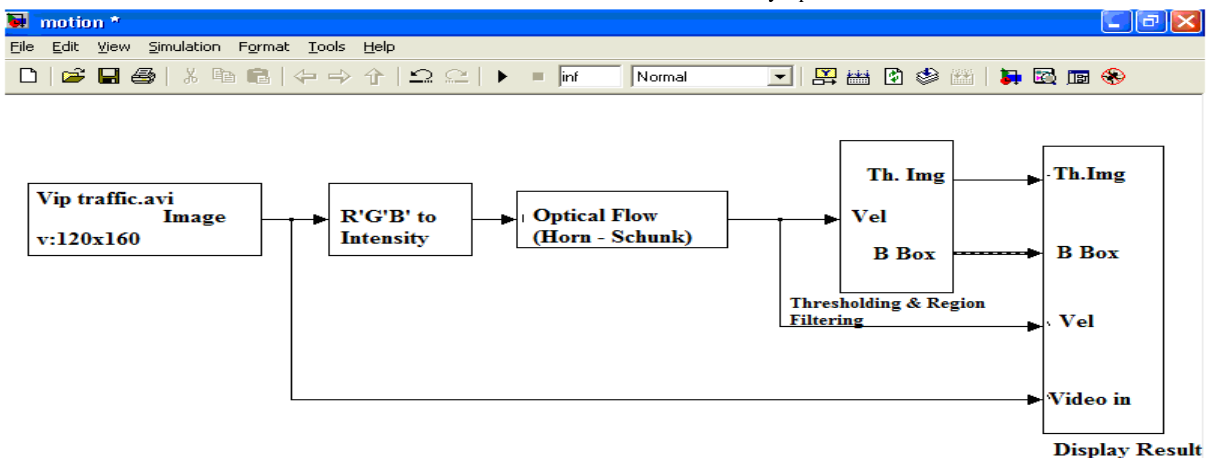 motion *
File Edit View Simulation Format Tools Help
inf Normal
Vip traffic.avi
Image
v:120x160
R'G'B' to
Intensity
I Optical Flow
(Horn - Schunk)
Th. Img
Vel
B Box
Thresholding & Region
Filtering
Th.Img
B Box
Vel
Video in
Display Result